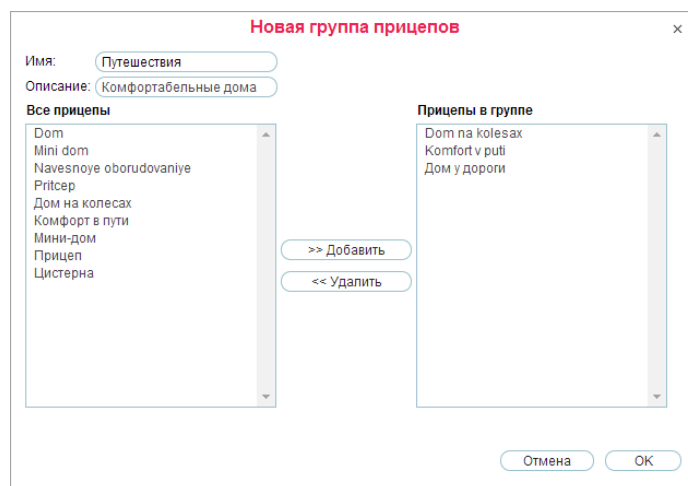 Новая группа прицепов
×
Имя: Путешествия
Описание: Комфортабельные дома
Все прицепы
Dom
Mini dom
Navesnoye oborudovaniye
Pritcep
Дом на колесах
Комфорт в пути
Мини-дом
Прицеп
Цистерна
>> Добавить
<< Удалить
Прицепы в группе
Dom na kolesax
Komfort v puti
Дом у дороги
Отмена
OK